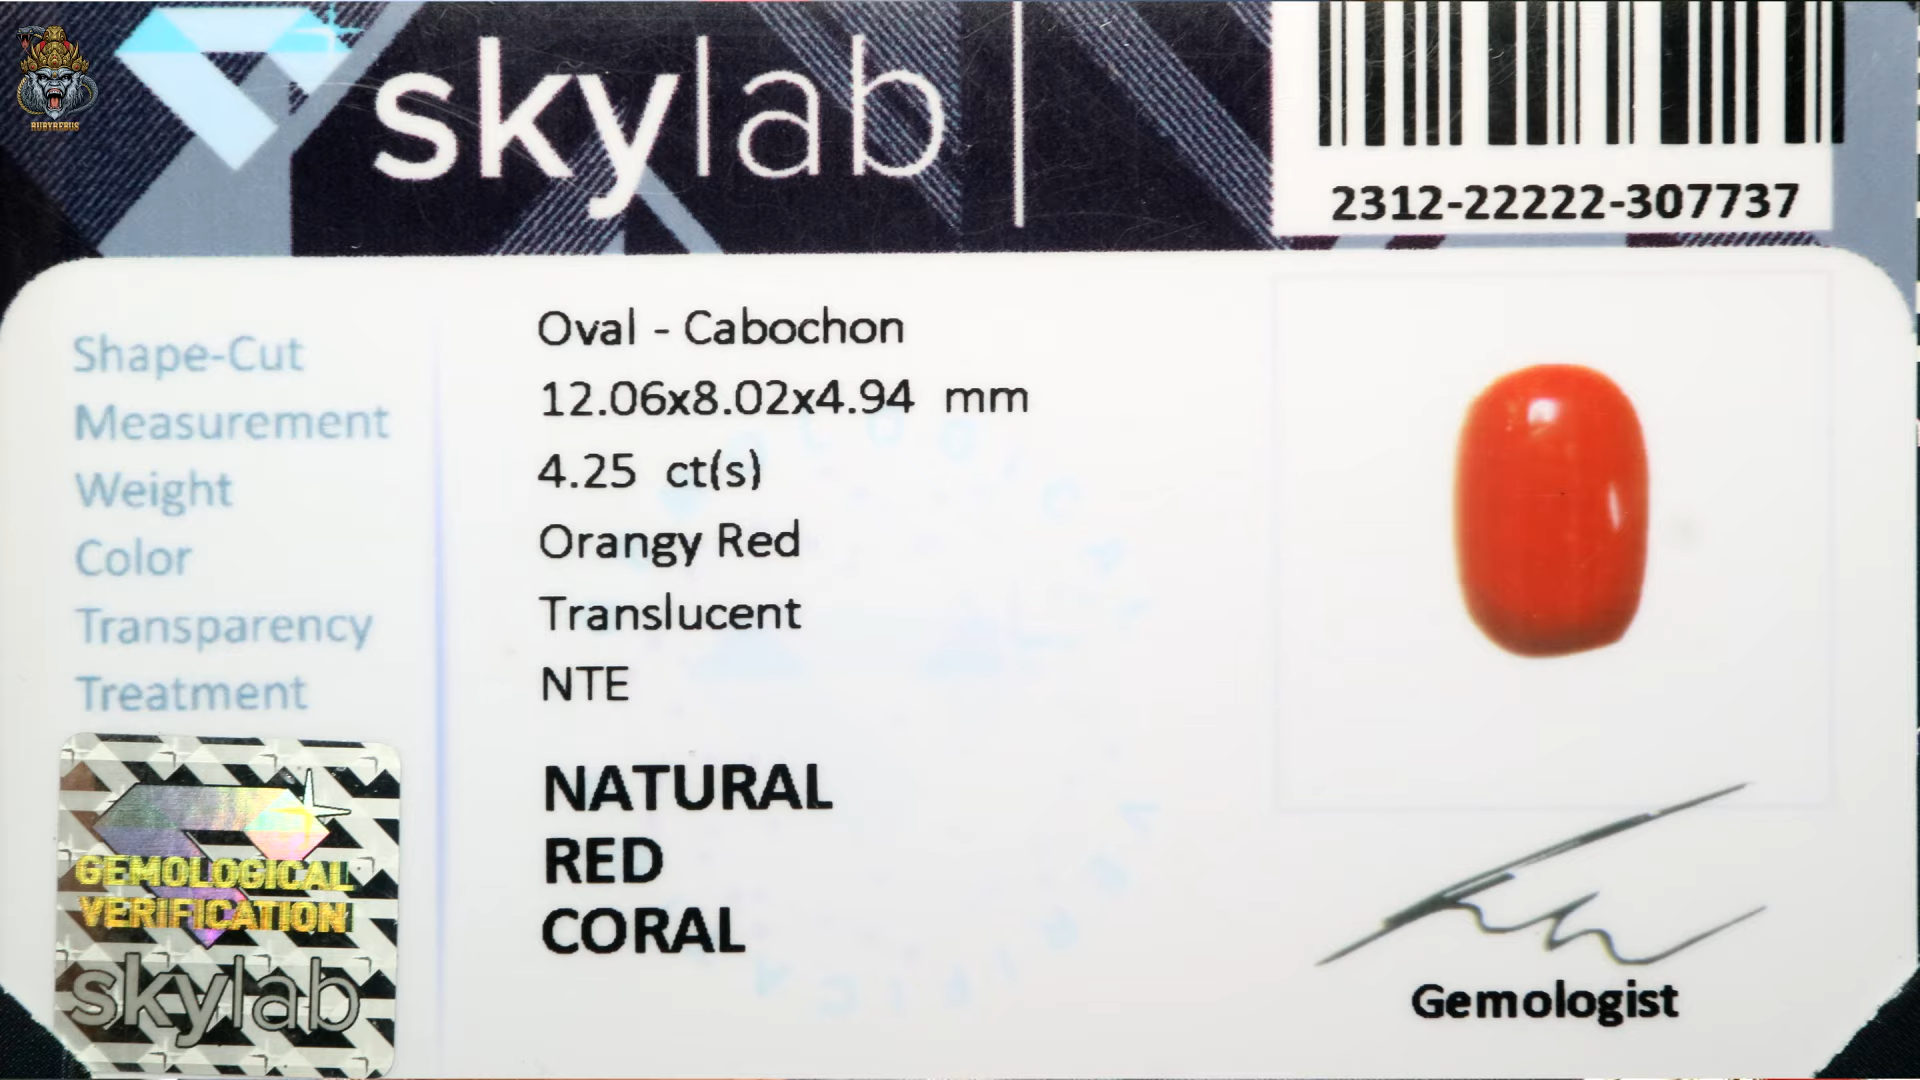 RUBYREBUS
skylab
2312-22222-307737
Shape-Cut
Oval - Cabochon
Measurement
12.06x8.02x4.94 mm
Weight
4.25 ct(s)
Color
Orangy Red
Transparency
Translucent
Treatment
NTE
NATURAL
RED
CORAL
GEMOLOGICAL
VERIFICATION
skylab
Gemologist